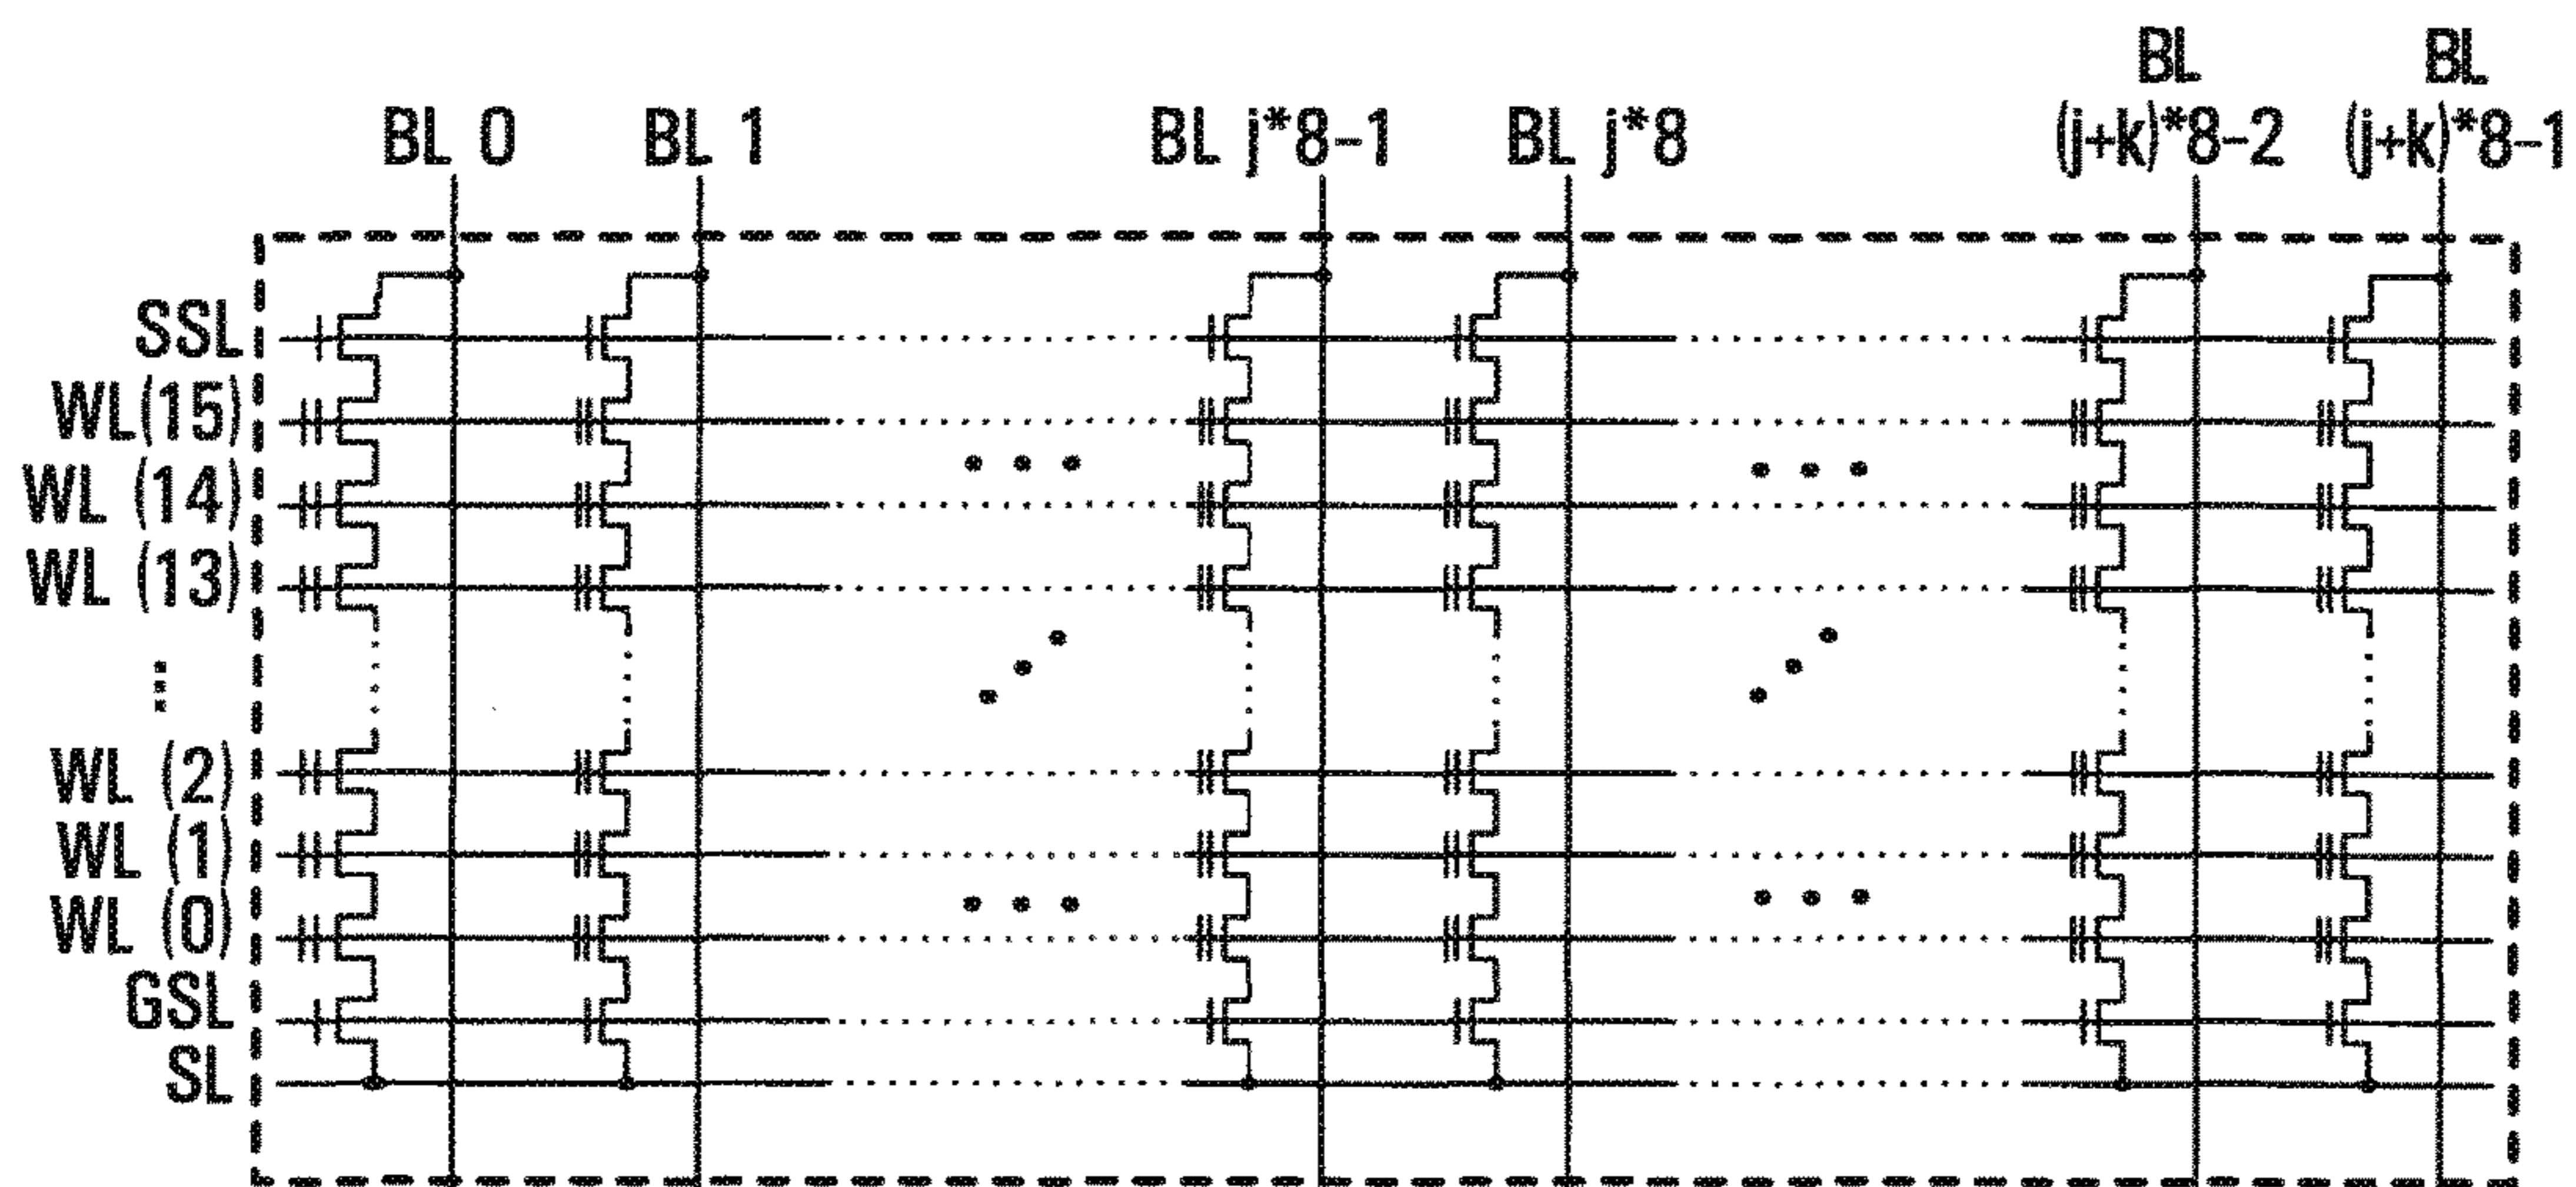 BL BL
BL 0 BL 1 BL j*8-1 BL j*8 (j+k)*8-2 (j+k)*8-1
SSL
WL(15)
WL (14)
WL (13)
WL (2)
WL (1)
WL (0)
GSL
SL